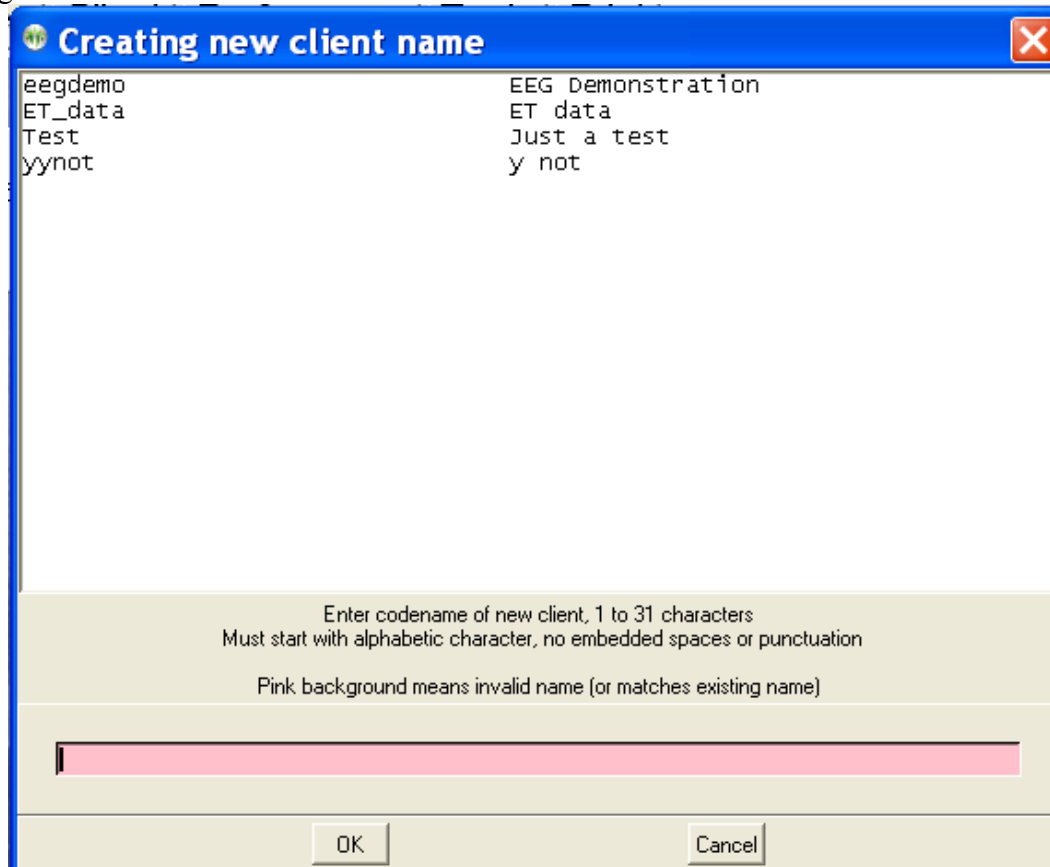 Creating new client name
eegdemo EEG Demonstration
ET_data ET data
Test Just a test
yynot y not
Enter codename of new client, 1 to 31 characters
Must start with alphabetic character, no embedded spaces or punctuation
Pink background means invalid name (or matches existing name)
OK Cancel